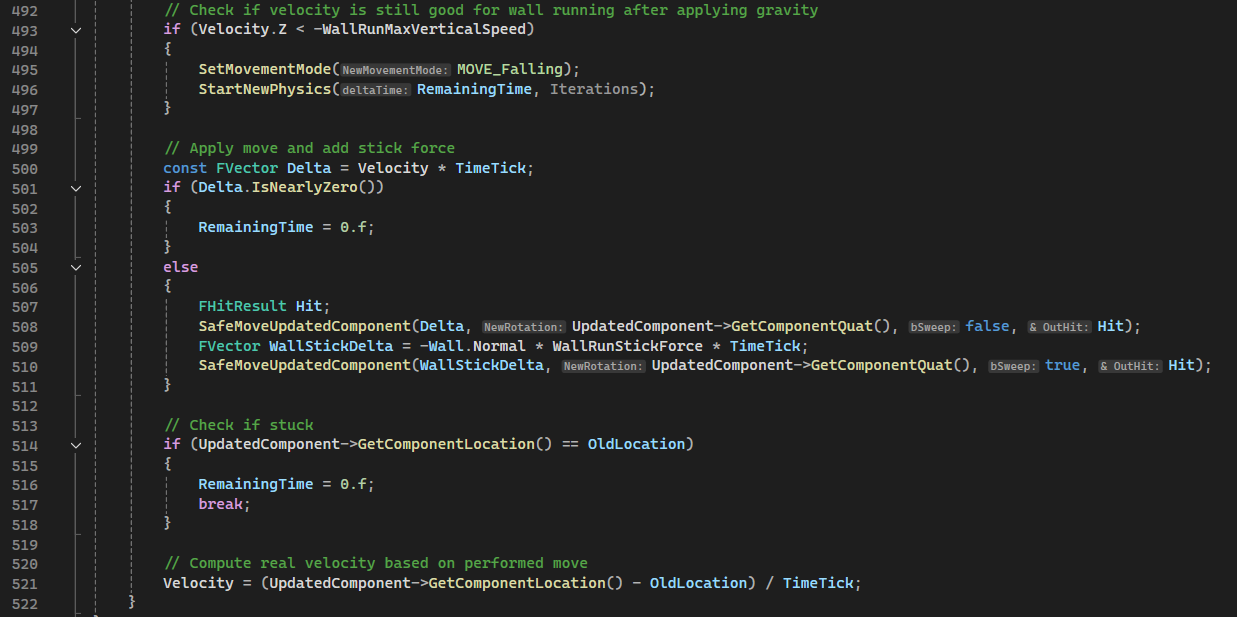 492 // Check if velocity is still good for wall running after applying gravity
493 if (Velocity.Z < -WallRunMaxVerticalSpeed)
494 {
495 SetMovementMode(NewMovementMode: MOVE_Falling);
496 StartNewPhysics(deltaTime: RemainingTime, Iterations);
497 }
498
499 // Apply move and add stick force
500 const FVector Delta = Velocity * TimeTick;
501 if (Delta.IsNearlyZero())
502 {
503 RemainingTime = 0.f;
504 }
505 else
506 {
507 FHitResult Hit;
508 SafeMoveUpdatedComponent(Delta, NewRotation: UpdatedComponent->GetComponentQuat(), bSweep: false, & OutHit: Hit);
509 FVector WallStickDelta = -Wall.Normal * WallRunStickForce * TimeTick;
510 SafeMoveUpdatedComponent(WallStickDelta, NewRotation: UpdatedComponent->GetComponentQuat(), bSweep: true, & OutHit: Hit);
511 }
512
513 // Check if stuck
514 if (UpdatedComponent->GetComponentLocation() == OldLocation)
515 {
516 RemainingTime = 0.f;
517 break;
518 }
519
520 // Compute real velocity based on performed move
521 Velocity = (UpdatedComponent->GetComponentLocation() - OldLocation) / TimeTick;
522 }